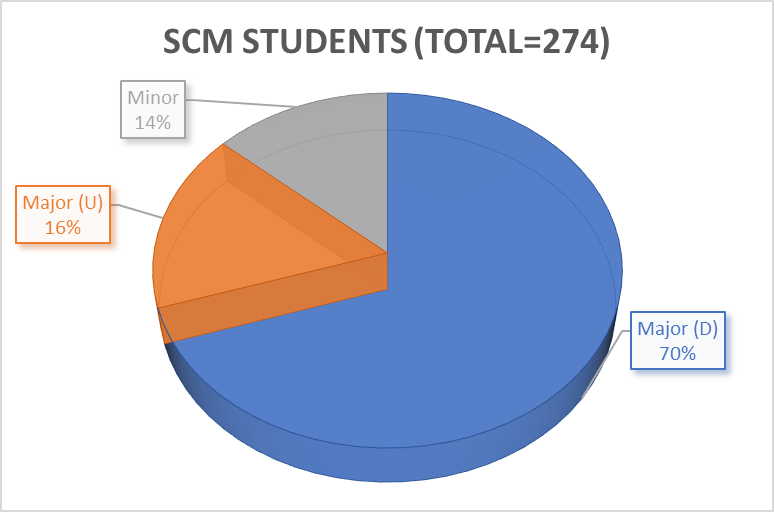 SCM STUDENTS (TOTAL=274)
Minor
14%
Major (U)
16%
Major (D)
70%